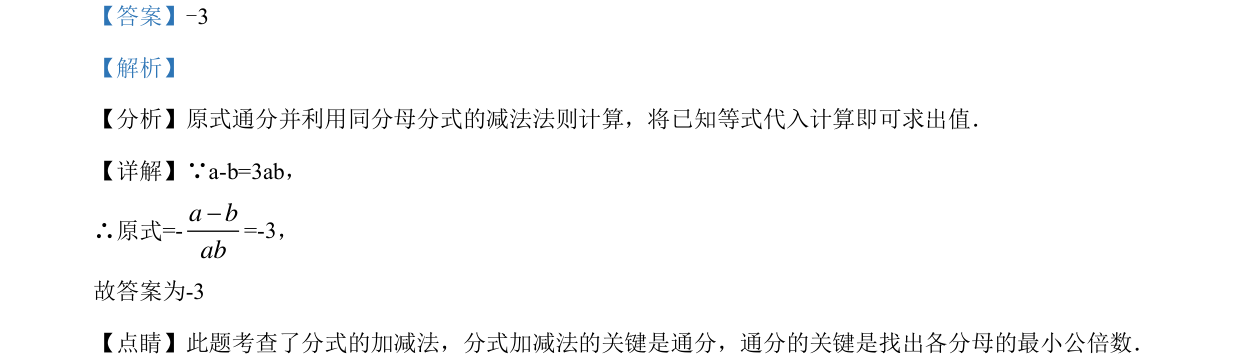 【答案】-3
【解析】
【分析】原式通分并利用同分母分式的减法法则计算，将已知等式代入计算即可求出值．
【详解】∵a-b=3ab，
∴原式=-\frac{a-b}{ab}=-3，
故答案为-3
【点睛】此题考查了分式的加减法，分式加减法的关键是通分，通分的关键是找出各分母的最小公倍数．